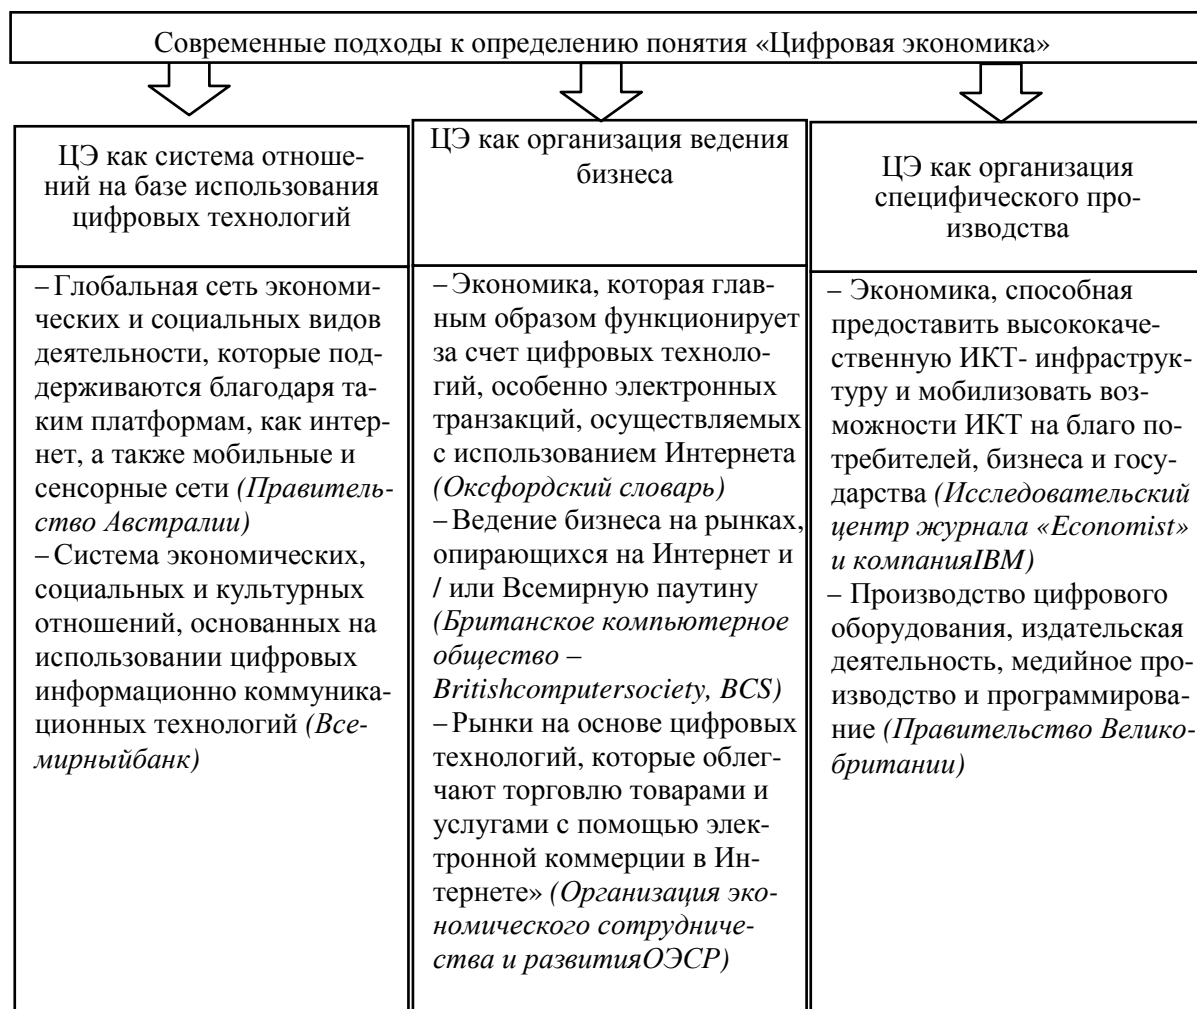 Современные подходы к определению понятия «Цифровая экономика»
ЦЭ как система отноше-
ний на базе использования
цифровых технологий
– Глобальная сеть экономи-
ческих и социальных видов
деятельности, которые под-
держиваются благодаря та-
ким платформам, как интер-
нет, а также мобильные и
сенсорные сети (Правитель-
ство Австралии)
– Система экономических,
социальных и культурных
отношений, основанных на
использовании цифровых
информационно коммуника-
ционных технологий (Все-
мирныйбанк)
ЦЭ как организация ведения
бизнеса
– Экономика, которая глав-
ным образом функционирует
за счет цифровых техноло-
гий, особенно электронных
транзакций, осуществляемых
с использованием Интернета
(Оксфордский словарь)
– Ведение бизнеса на рынках,
опирающихся на Интернет и
/ или Всемирную паутину
(Британское компьютерное
общество –
Britishcomputersociety, BCS)
– Рынки на основе цифровых
технологий, которые облег-
чают торговлю товарами и
услугами с помощью элек-
тронной коммерции в Ин-
тернете» (Организация эко-
номического сотрудниче-
ства и развитияОЭСР)
ЦЭ как организация
специфического про-
изводства
– Экономика, способная
предоставить высококаче-
ственную ИКТ- инфраструк-
туру и мобилизовать воз-
можности ИКТ на благо по-
требителей, бизнеса и госу-
дарства (Исследовательский
центр журнала «Economist»
и компанияIBM)
– Производство цифрового
оборудования, издательская
деятельность, медийное про-
изводство и программирова-
ние (Правительство Велико-
британии)